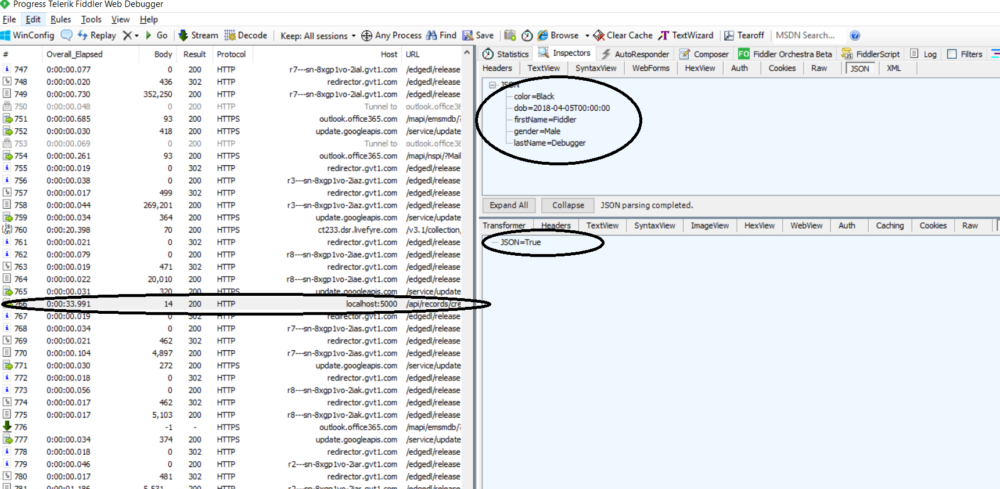 Progress Telerik Fiddler Web Debugger
File Edit Rules Tools View Help
WinConfig Replay Go Stream Decode Keep: All sessions Any Process Find Save Browse Clear Cache TextWizard Tearoff MSDN Search...
# Overall_Elapsed Body Result Protocol Host URL
747 0:00:00.077 0 200 HTTP r7---sn-8xgp1vo-2ial.gvt1.com /edgedl/release
748 0:00:00.020 436 302 HTTP redirector.gvt1.com /edgedl/release
749 0:00:00.730 352,250 200 HTTP r7---sn-8xgp1vo-2ial.gvt1.com /edgedl/release
750 0:00:00.048 0 200 HTTP Tunnel to outlook.office36
751 0:00:00.685 93 200 HTTPS outlook.office365.com /mapi/emsmdb/?
752 0:00:00.030 418 200 HTTPS update.googleapis.com /service/update
753 0:00:00.069 0 200 HTTP Tunnel to outlook.office36
754 0:00:00.261 93 200 HTTPS outlook.office365.com /mapi/nspi/?Mail
755 0:00:00.019 0 302 HTTP redirector.gvt1.com /edgedl/release
756 0:00:00.038 0 200 HTTP r3---sn-8xgp1vo-2iaz.gvt1.com /edgedl/release
757 0:00:00.017 499 302 HTTP redirector.gvt1.com /edgedl/release
758 0:00:00.044 269,201 200 HTTP r3---sn-8xgp1vo-2iaz.gvt1.com /edgedl/release
759 0:00:00.034 364 200 HTTPS update.googleapis.com /service/update
760 0:00:20.398 70 200 HTTPS ct233.dsr.livefyre.com /v3.1/collection,
761 0:00:00.021 0 302 HTTP redirector.gvt1.com /edgedl/release
762 0:00:00.079 0 200 HTTP r8---sn-8xgp1vo-2iae.gvt1.com /edgedl/release
763 0:00:00.019 471 302 HTTP redirector.gvt1.com /edgedl/release
764 0:00:00.022 20,010 200 HTTP r8---sn-8xgp1vo-2iae.gvt1.com /edgedl/release
765 0:00:00.031 320 200 HTTPS update.googleapis.com /service/update
766 0:00:33.991 14 200 HTTP localhost:5000 /api/records/cre
767 0:00:00.019 0 302 HTTP redirector.gvt1.com /edgedl/release
768 0:00:00.034 0 200 HTTP r7---sn-8xgp1vo-2ias.gvt1.com /edgedl/release
769 0:00:00.021 462 302 HTTP redirector.gvt1.com /edgedl/release
770 0:00:00.104 4,897 200 HTTP r7---sn-8xgp1vo-2ias.gvt1.com /edgedl/release
771 0:00:00.030 272 200 HTTPS update.googleapis.com /service/update
772 0:00:00.018 0 302 HTTP redirector.gvt1.com /edgedl/release
773 0:00:00.056 0 200 HTTP r8---sn-8xgp1vo-2iak.gvt1.com /edgedl/release
774 0:00:00.017 462 302 HTTP redirector.gvt1.com /edgedl/release
775 0:00:00.017 5,103 200 HTTP r8---sn-8xgp1vo-2iak.gvt1.com /edgedl/release
776 -1 - HTTPS outlook.office365.com /mapi/emsmdb/?
777 0:00:00.034 374 200 HTTPS update.googleapis.com /service/update
778 0:00:00.018 0 302 HTTP redirector.gvt1.com /edgedl/release
779 0:00:00.046 0 200 HTTP r2---sn-8xgp1vo-2iar.gvt1.com /edgedl/release
780 0:00:00.017 481 302 HTTP redirector.gvt1.com /edgedl/release
781 0:00:01.186 5,531 200 HTTP r2---sn-8xgp1vo-2iar.gvt1.com /edgedl/release
Statistics Inspectors AutoResponder Composer FO Fiddler Orchestra Beta FiddlerScript Log Filters
Headers TextView SyntaxView WebForms HexView Auth Cookies Raw JSON XML
JSON
color=Black
dob=2018-04-05T00:00:00
firstName=Fiddler
gender=Male
lastName=Debugger
Expand All Collapse JSON parsing completed.
Transformer Headers TextView SyntaxView ImageView HexView WebView Auth Caching Cookies Raw
JSON=True